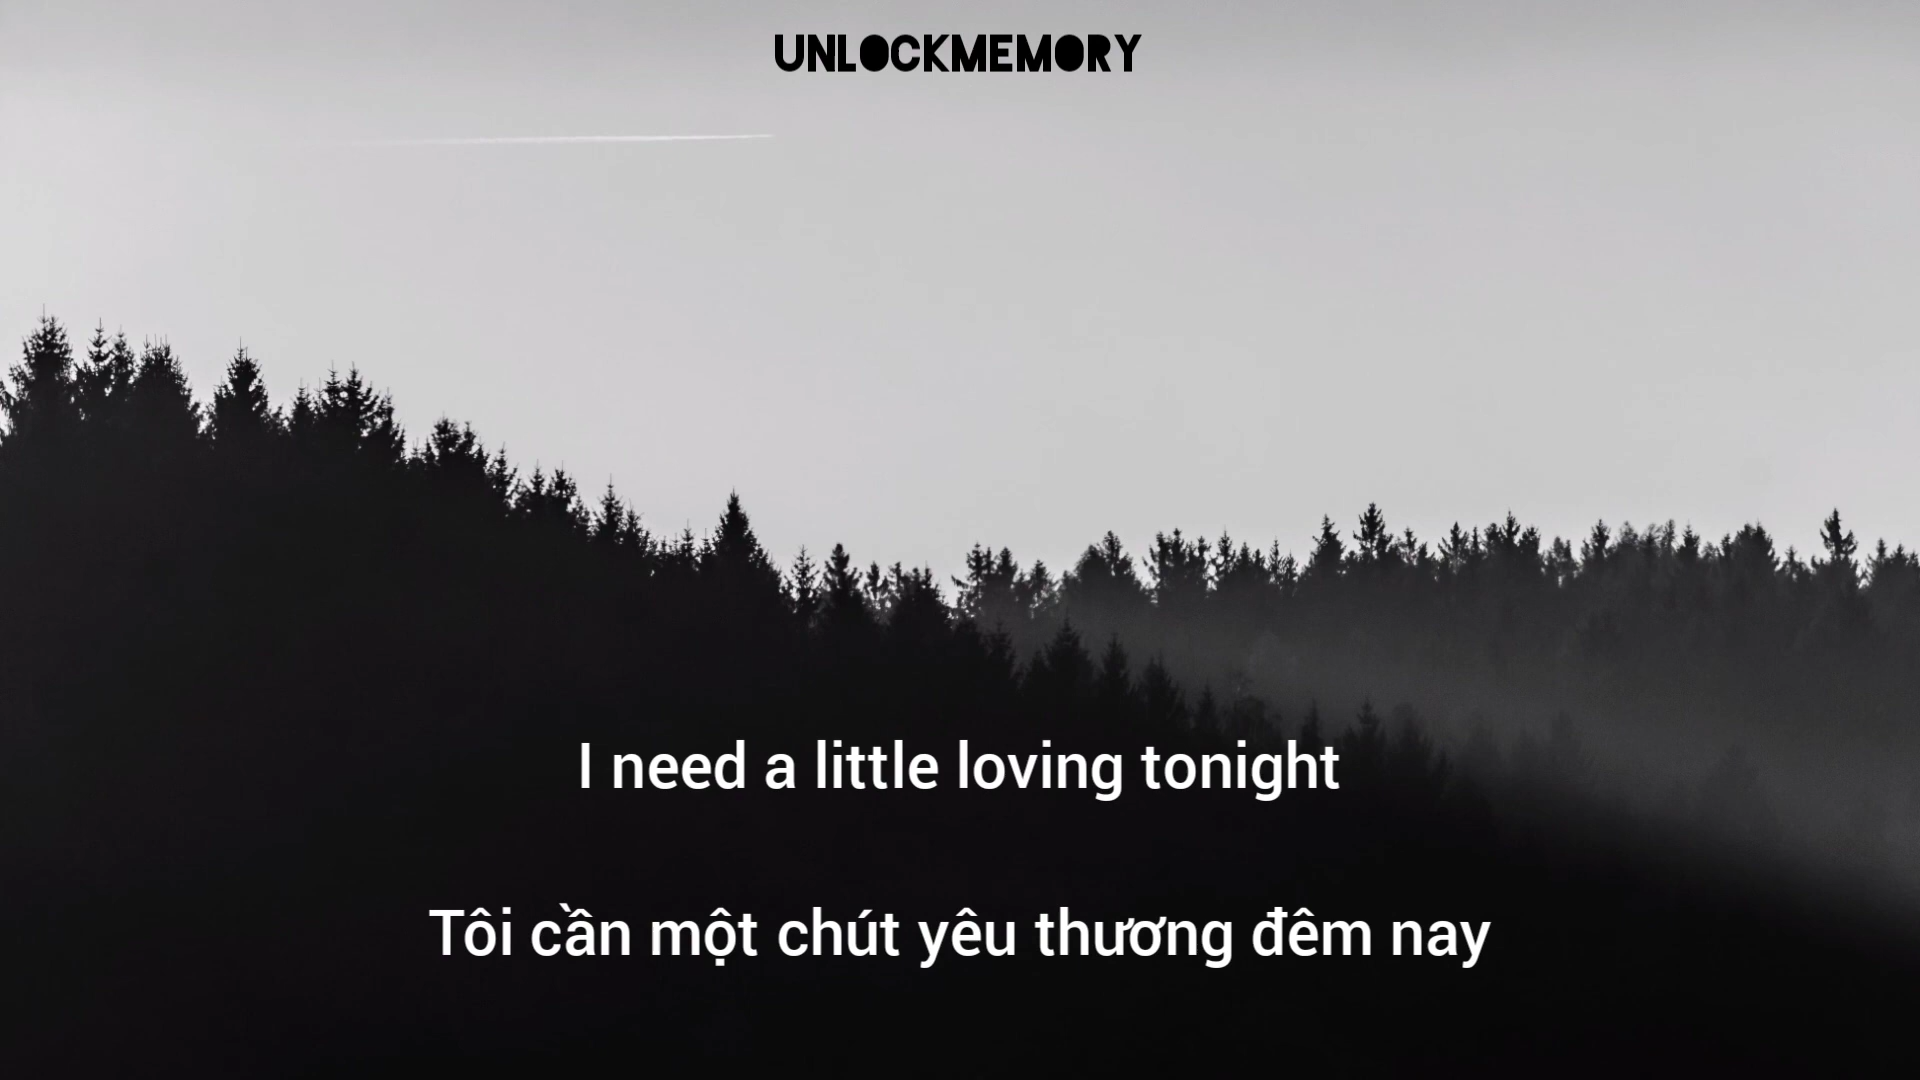 UNLOCKMEMORY
I need a little loving tonight
Tôi cần một chút yêu thương đêm nay